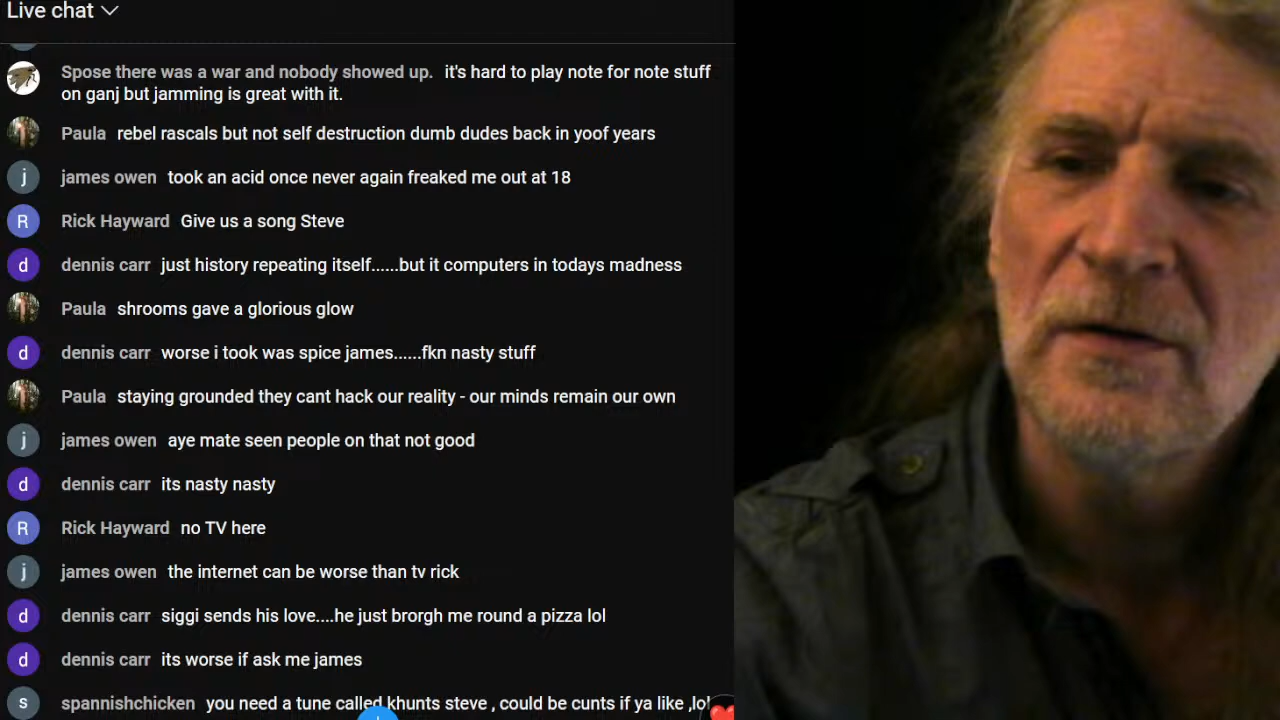 Live chat
Spose there was a war and nobody showed up. it's hard to play note for note stuff
on ganj but jamming is great with it.
Paula rebel rascals but not self destruction dumb dudes back in yoof years
j james owen took an acid once never again freaked me out at 18
R Rick Hayward Give us a song Steve
d dennis carr just history repeating itself......but it computers in todays madness
Paula shrooms gave a glorious glow
d dennis carr worse i took was spice james......fkn nasty stuff
Paula staying grounded they cant hack our reality - our minds remain our own
j james owen aye mate seen people on that not good
d dennis carr its nasty nasty
R Rick Hayward no TV here
j james owen the internet can be worse than tv rick
d dennis carr siggi sends his love....he just brorgh me round a pizza lol
d dennis carr its worse if ask me james
s spannishchicken you need a tune called khunts steve , could be cunts if ya like ,lol